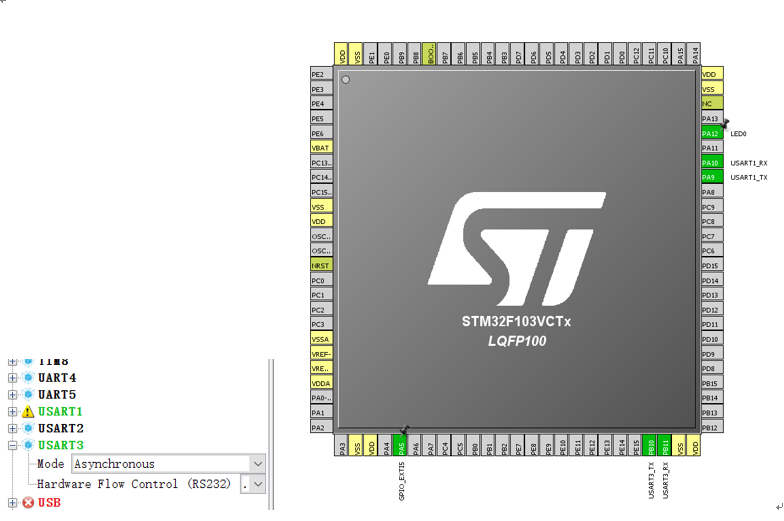 VDD
VSS
PE1
PE0
PB9
PB8
BOO..
PB7
PB6
PB5
PB4
PB3
PD7
PD6
PD5
PD4
PD3
PD2
PD1
PD0
PC12
PC11
PC10
PA15
PA14
PE2
PE3
PE4
PE5
PE6
VBAT
PC13..
PC14..
PC15..
VSS
VDD
OSC..
OSC..
NRST
PC0
PC1
PC2
PC3
VSSA
VREF-
VRE..
VDDA
PA0-..
PA1
PA2
VDD
VSS
NC
PA13
PA12 LED0
PA11
PA10 USART1_RX
PA9 USART1_TX
PA8
PC9
PC8
PC7
PC6
PD15
PD14
PD13
PD12
PD11
PD10
PD9
PD8
PB15
PB14
PB13
PB12
STM32F103VCTx
LQFP100
PA3
VSS
VDD
PA4
PA5
PA6
PA7
PC4
PC5
PB0
PB1
PB2
PE7
PE8
PE9
PE10
PE11
PE12
PE13
PE14
PE15
PB10
PB11
VSS
VDD
GPIO_EXTI5
USART3_TX
USART3_RX
TIM8
UART4
UART5
USART1
USART2
USART3
Mode Asynchronous
Hardware Flow Control (RS232) .
USB